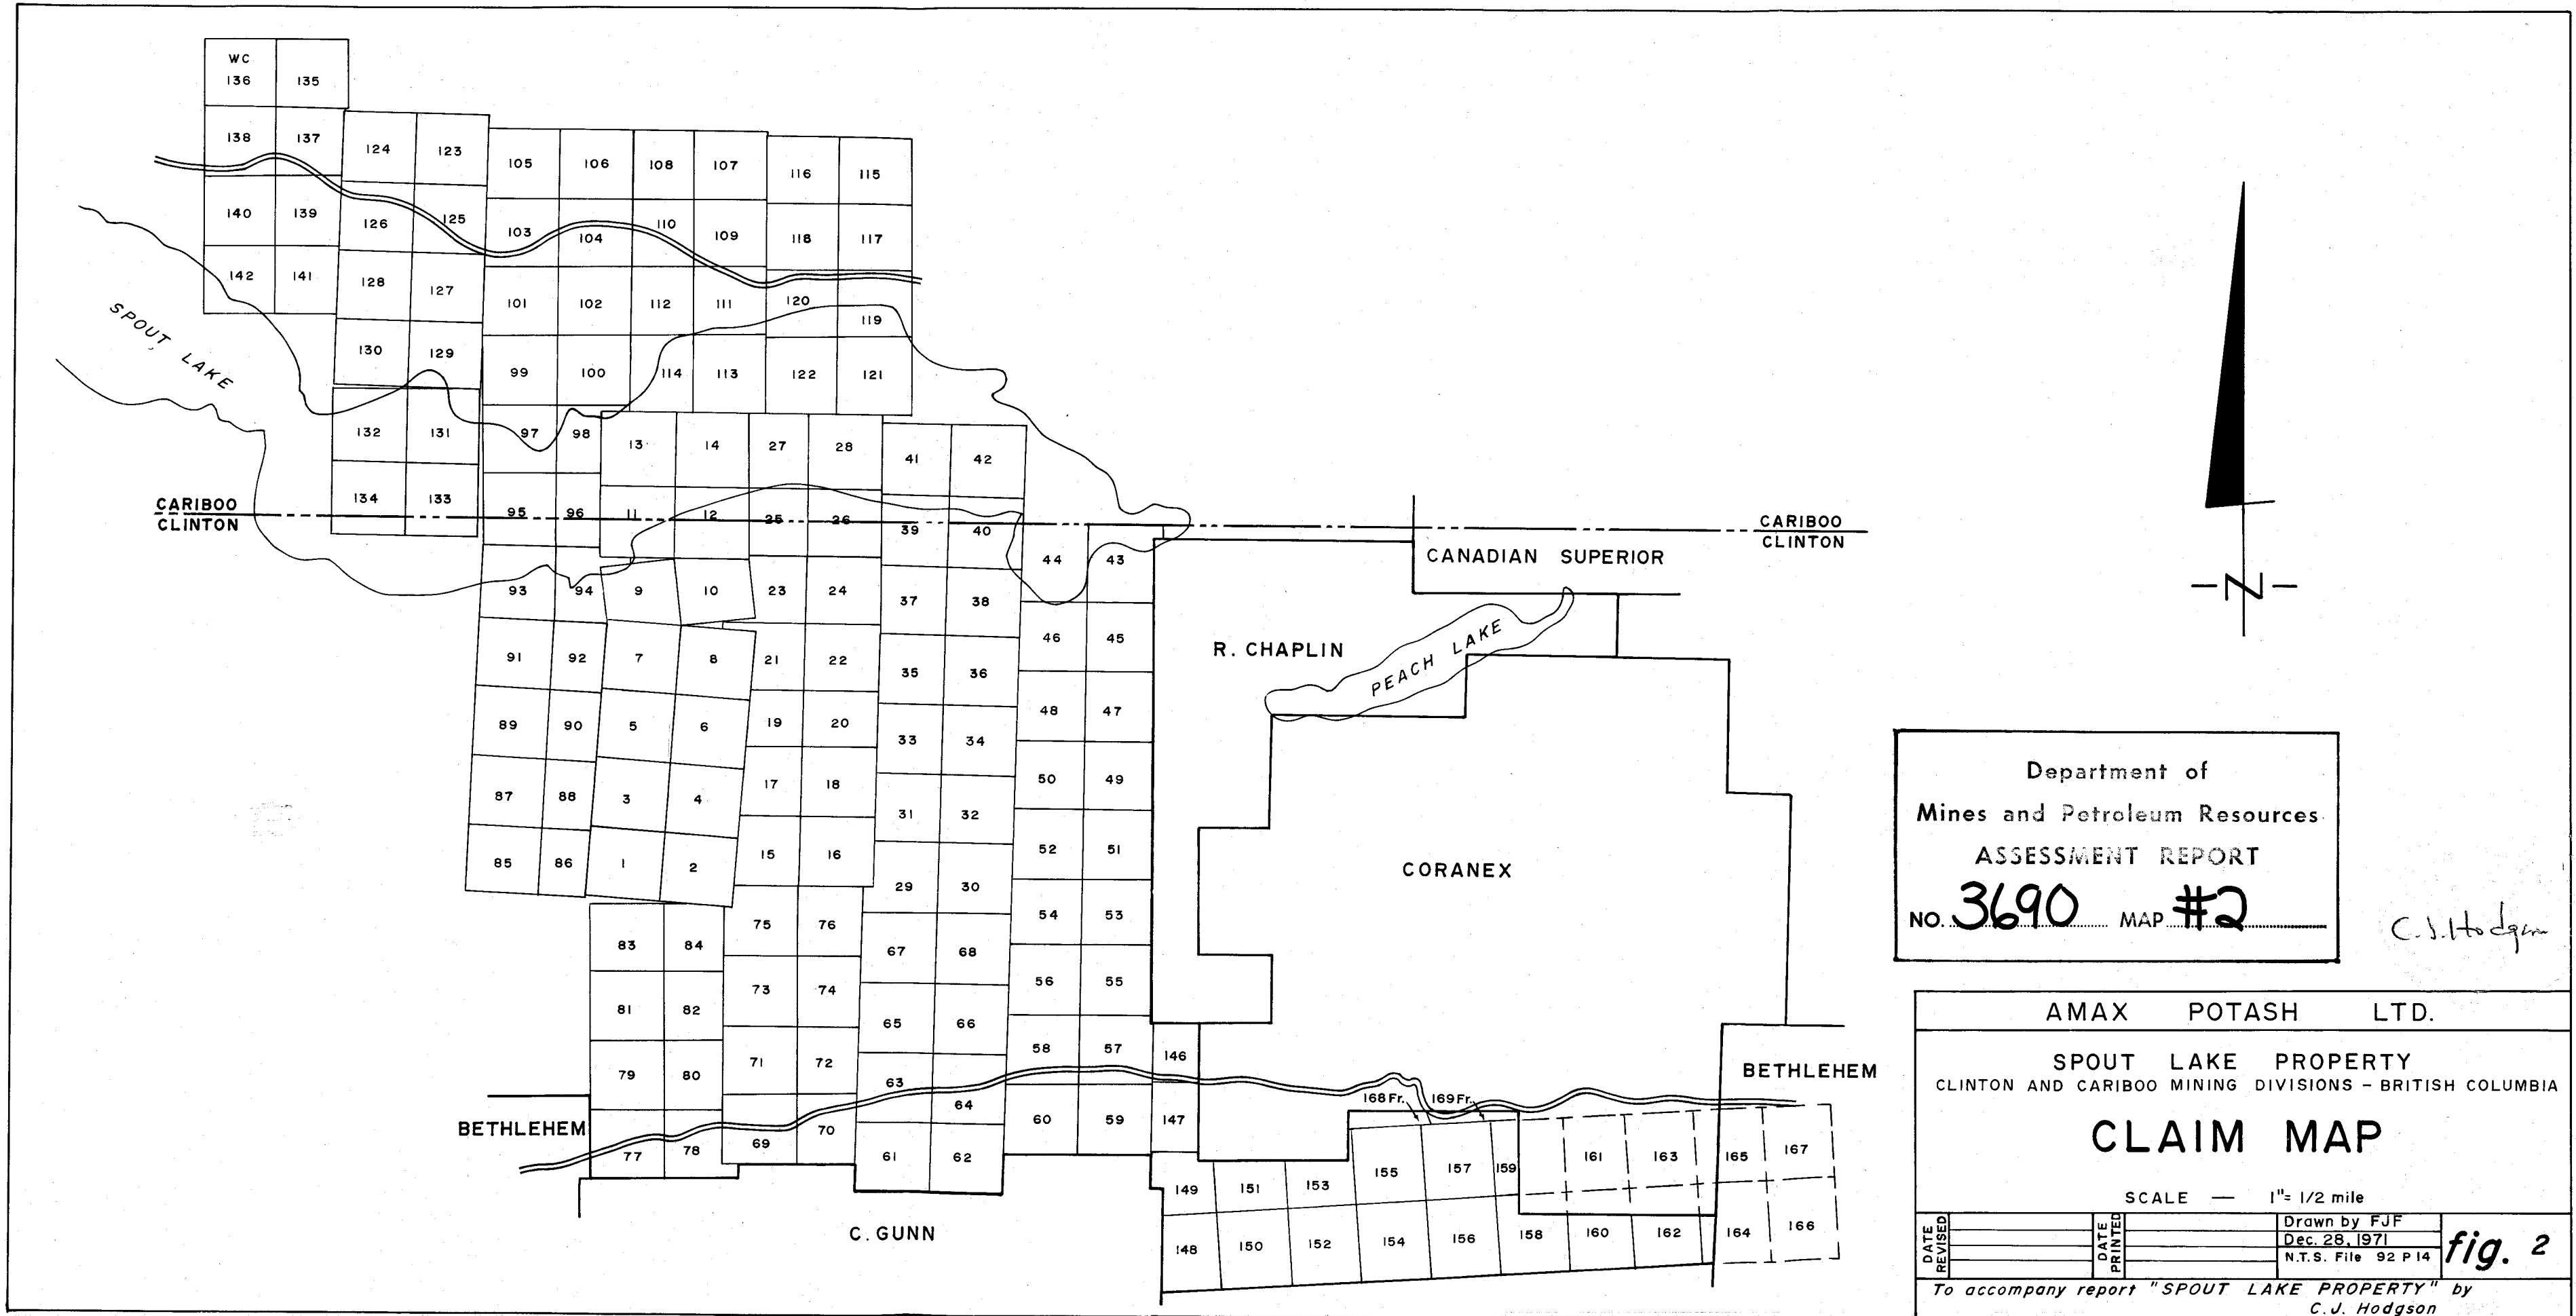 WC
136 135
138 137
124 123
105 106 108 107
116 115
140 139
126 125
103 104 110 109
118 117
142 141
128 127
101 102 112 111
120
119
SPOUT LAKE
130 129
99 100 114 113
122 121
132 131
97 98 13 14 27 28
41 42
134 133
95 96 11 12 25 26
39 40
CARIBOO
CLINTON
CARIBOO
CLINTON
44 43
CANADIAN SUPERIOR
93 94 9 10 23 24
37 38
46 45
R. CHAPLIN
PEACH LAKE
91 92 7 8 21 22
35 36
48 47
89 90 5 6 19 20
33 34
50 49
87 88 3 4 17 18
31 32
52 51
85 86 1 2 15 16
29 30
CORANEX
54 53
83 84 75 76
67 68
56 55
81 82 73 74
65 66
58 57 146
79 80 71 72
63
64
60 59 147
BETHLEHEM
BETHLEHEM
77 78 69 70
61 62
168 Fr. 169 Fr.
149 151 153 155 157 159 161 163 165 167
148 150 152 154 156 158 160 162 164 166
C. GUNN
-N-
Department of
Mines and Petroleum Resources
ASSESSMENT REPORT
NO. 3690 MAP #2
C.J. Hodgson
AMAX POTASH LTD.
SPOUT LAKE PROPERTY
CLINTON AND CARIBOO MINING DIVISIONS – BRITISH COLUMBIA
CLAIM MAP
SCALE — 1"= 1/2 mile
DATE REVISED
DATE PRINTED
Drawn by FJF
Dec. 28, 1971
N.T.S. File 92 P 14
fig. 2
To accompany report "SPOUT LAKE PROPERTY" by
C.J. Hodgson